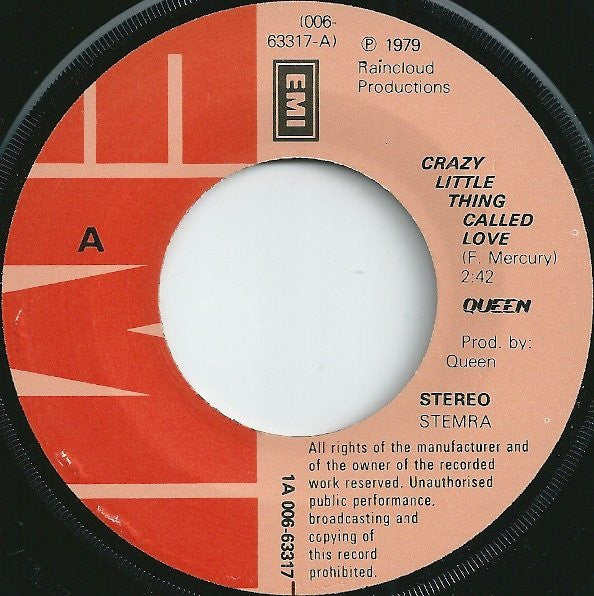 (006-
63317-A)
℗ 1979
Raincloud
Productions
EMI
A
CRAZY
LITTLE
THING
CALLED
LOVE
(F. Mercury)
2:42
QUEEN
Prod. by:
Queen
STEREO
STEMRA
All rights of the manufacturer and
of the owner of the recorded
work reserved. Unauthorised
public performance,
broadcasting and
copying of
this record
prohibited.
1A 006-63317